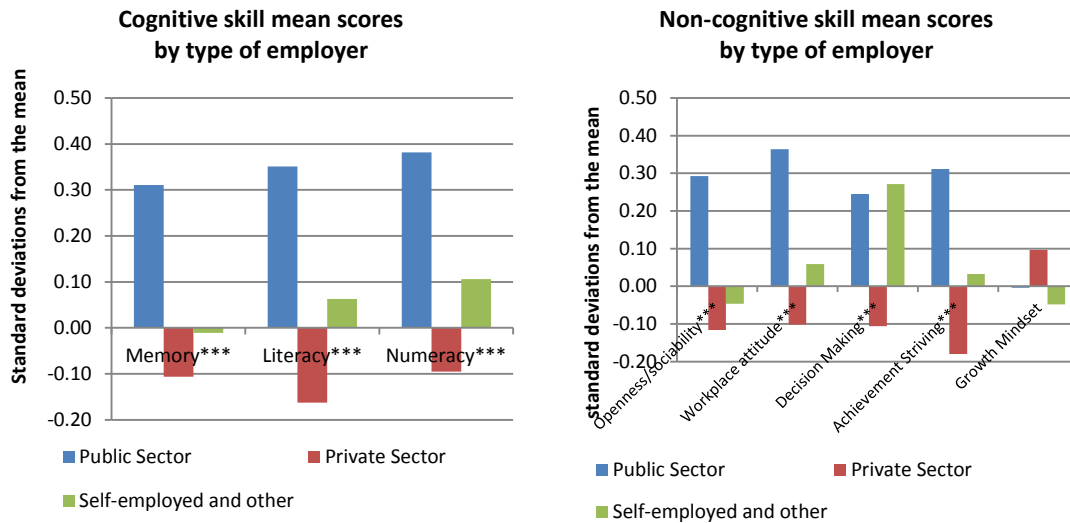 Cognitive skill mean scores
by type of employer
Standard deviations from the mean
0.50
0.40
0.30
0.20
0.10
0.00
-0.10
-0.20
Memory***
Literacy***
Numeracy***
Public Sector
Private Sector
Self-employed and other
Non-cognitive skill mean scores
by type of employer
standard deviations from the mean
0.50
0.40
0.30
0.20
0.10
0.00
-0.10
-0.20
Openness/sociability***
Workplace attitude***
Decision Making***
Achievement Striving***
Growth Mindset
Public Sector
Private Sector
Self-employed and other